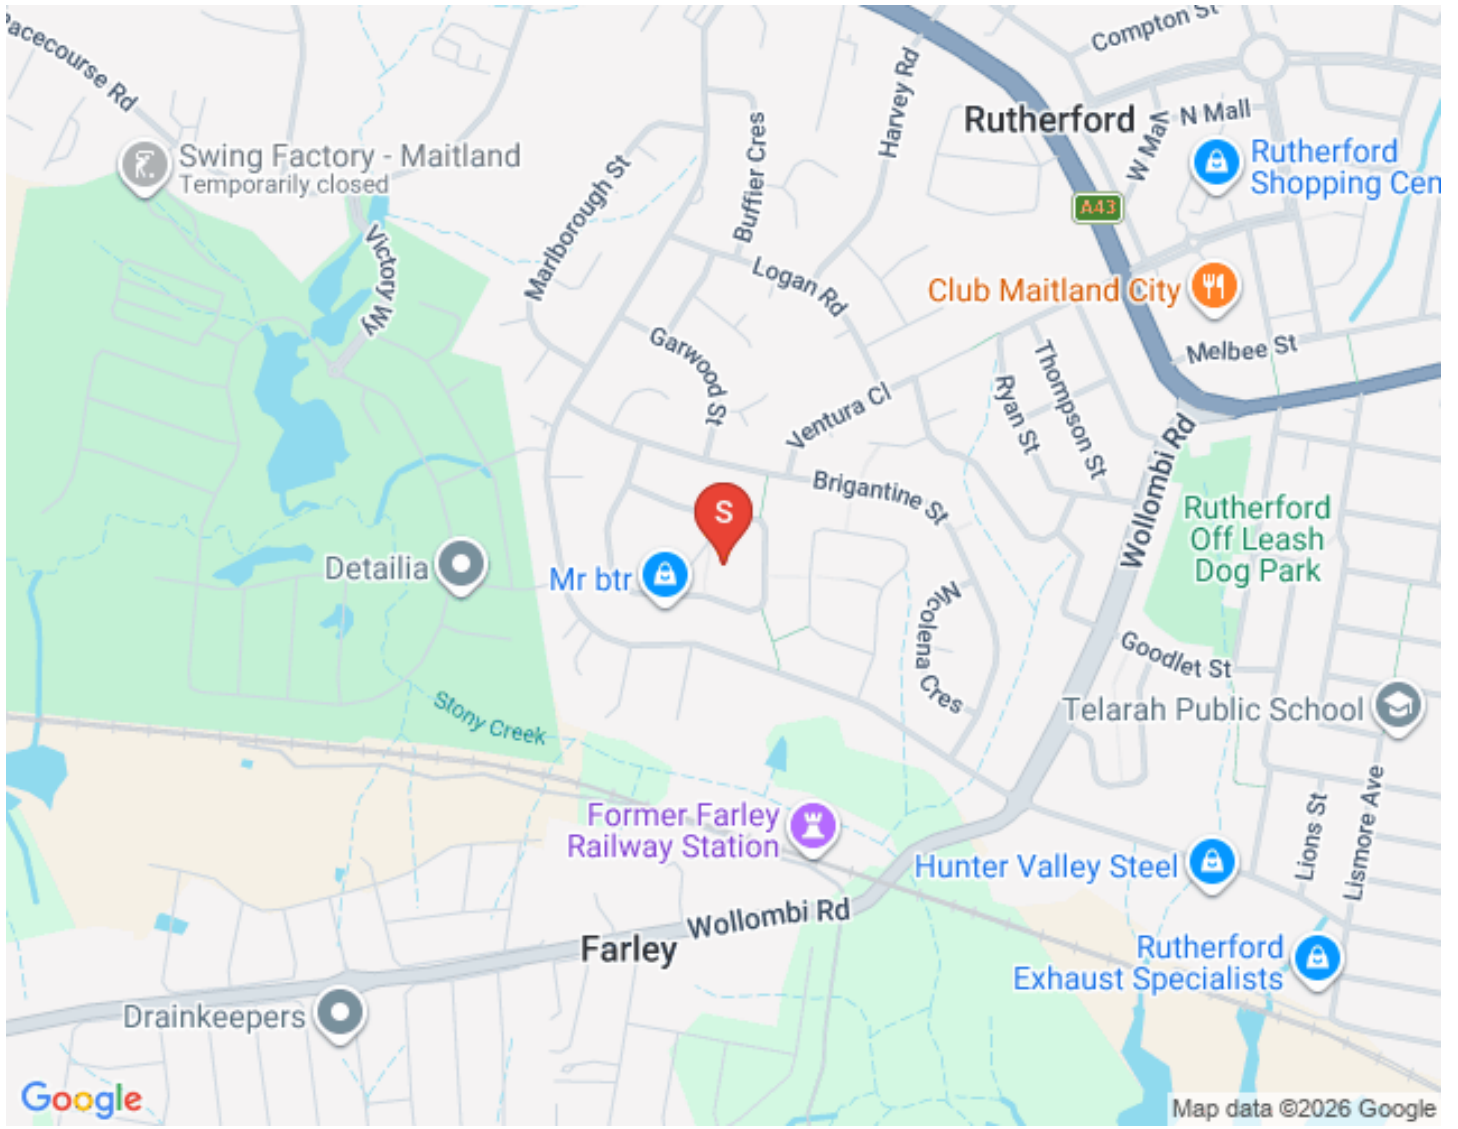 Racecourse Rd
Compton St
Harvey Rd
Rutherford
N Mall
W Mall
Buffier Cres
Swing Factory - Maitland
Temporarily closed
Rutherford
Shopping Cen
Marlborough St
A43
Victory Wy
Logan Rd
Club Maitland City
Garwood St
Melbee St
Thompson St
Ryan St
Ventura Cl
Wollombi Rd
Brigantine St
S
Rutherford
Off Leash
Dog Park
Detailia
Mr btr
Nicolena Cres
Goodlet St
Stony Creek
Telarah Public School
Former Farley
Railway Station
Lions St
Lismore Ave
Hunter Valley Steel
Wollombi Rd
Farley
Rutherford
Exhaust Specialists
Drainkeepers
Google
Map data ©2026 Google